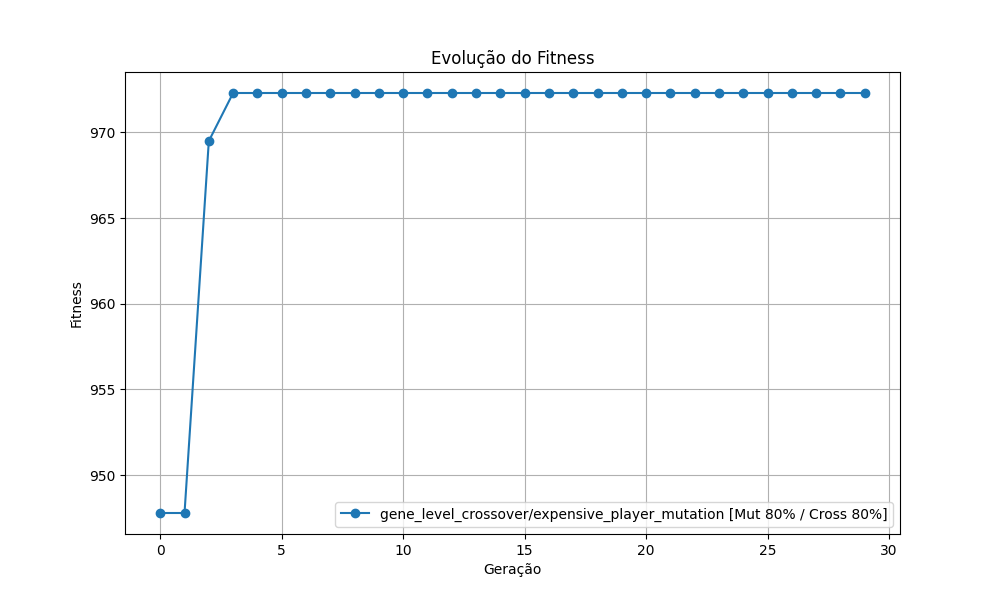 Evolução do Fitness
Fitness
970
965
960
955
950
gene_level_crossover/expensive_player_mutation [Mut 80% / Cross 80%]
0 5 10 15 20 25 30
Geração